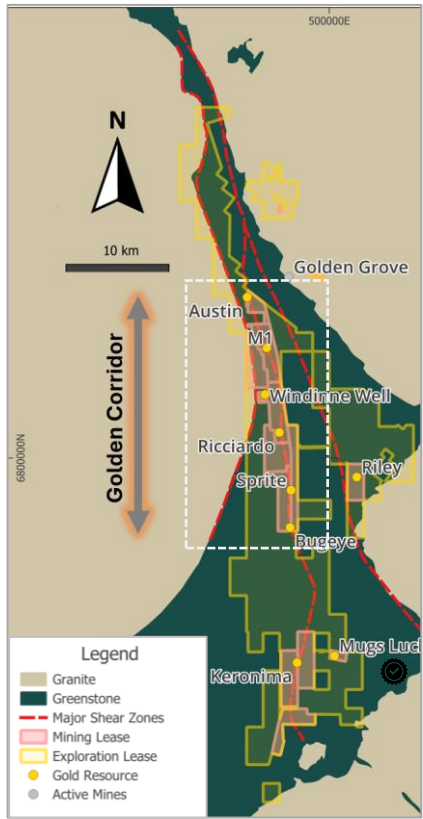 500000E
N
10 km
Golden Grove
Austin
M1
Windinne Well
Golden Corridor
6800000N
Ricciardo
Riley
Sprite
Bugeye
Mugs Luck
Keronima
Legend
Granite
Greenstone
Major Shear Zones
Mining Lease
Exploration Lease
Gold Resource
Active Mines